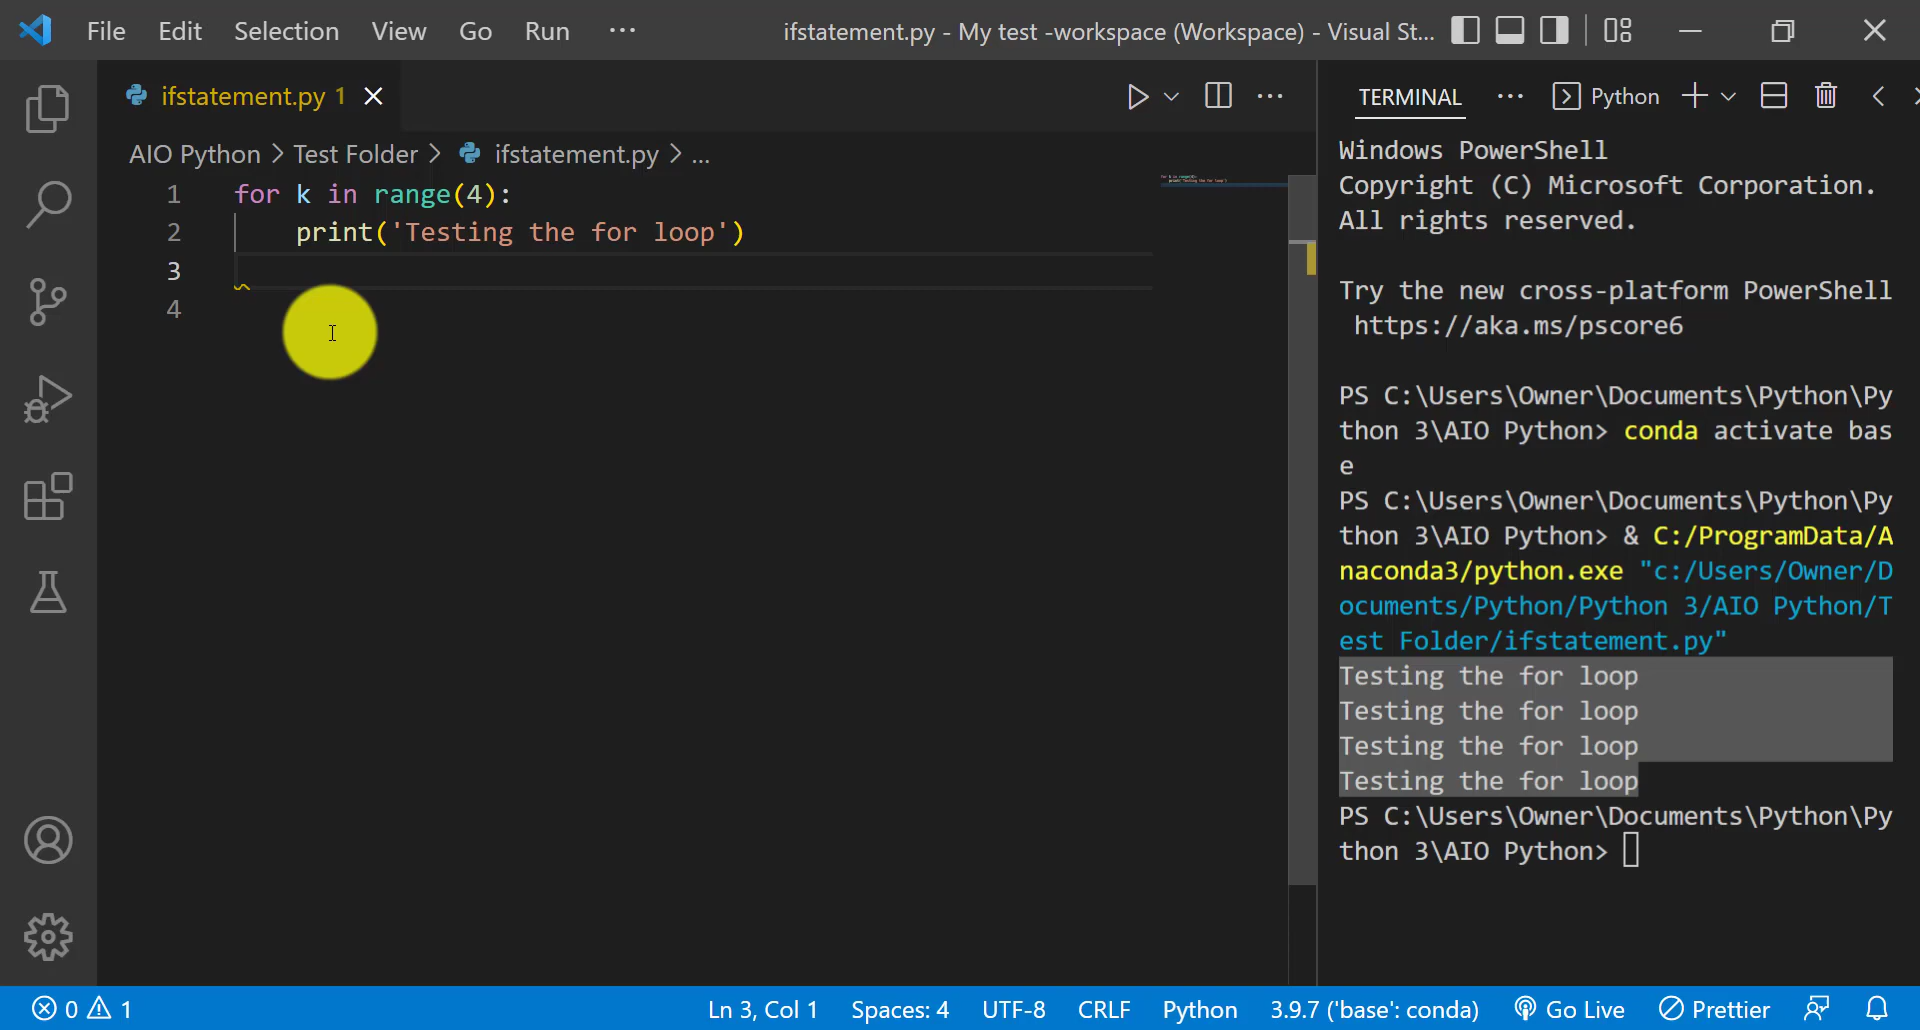 File Edit Selection View Go Run ··· ifstatement.py - My test -workspace (Workspace) - Visual St...
ifstatement.py 1
AIO Python > Test Folder > ifstatement.py > ...
1 for k in range(4):
2     print('Testing the for loop')
3
4
TERMINAL ··· Python
Windows PowerShell
Copyright (C) Microsoft Corporation.
All rights reserved.
Try the new cross-platform PowerShell
https://aka.ms/pscore6
PS C:\Users\Owner\Documents\Python\Py
thon 3\AIO Python> conda activate bas
e
PS C:\Users\Owner\Documents\Python\Py
thon 3\AIO Python> & C:/ProgramData/A
naconda3/python.exe "c:/Users/Owner/D
ocuments/Python/Python 3/AIO Python/T
est Folder/ifstatement.py"
Testing the for loop
Testing the for loop
Testing the for loop
Testing the for loop
PS C:\Users\Owner\Documents\Python\Py
thon 3\AIO Python>
0 1 Ln 3, Col 1 Spaces: 4 UTF-8 CRLF Python 3.9.7 ('base': conda) Go Live Prettier